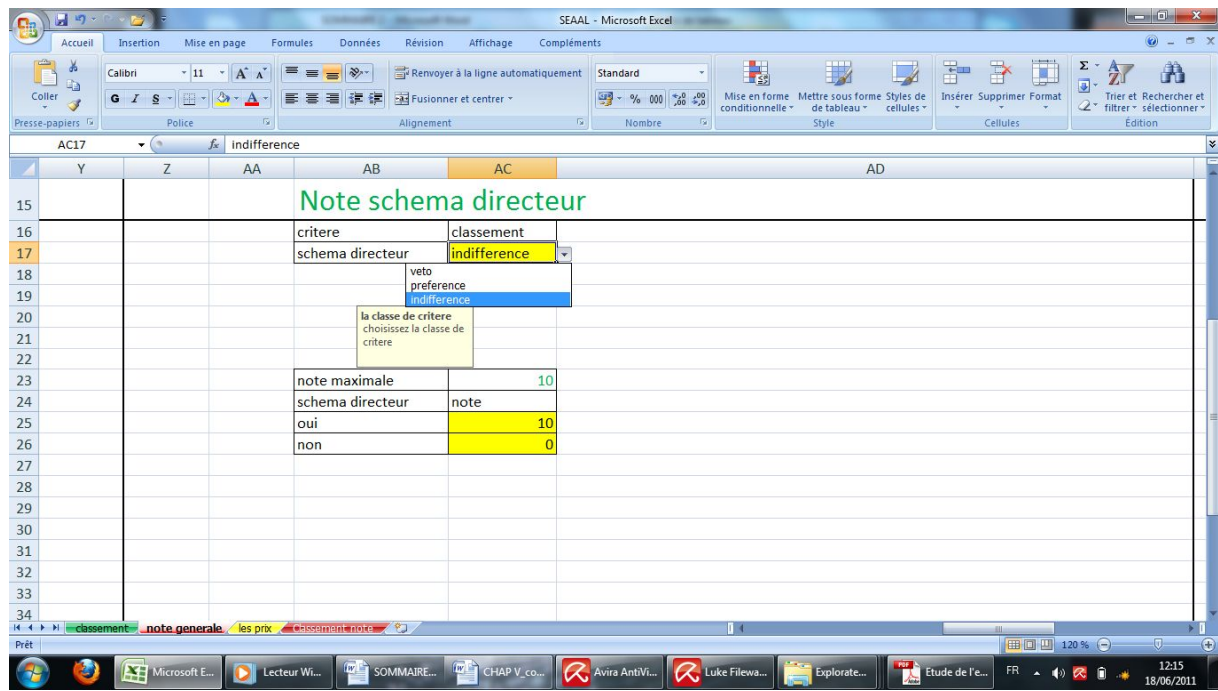 SEAAL - Microsoft Excel
Accueil Insertion Mise en page Formules Données Révision Affichage Compléments
Coller
Calibri 11
G I S
Renvoyer à la ligne automatiquement
Fusionner et centrer
Standard
% 000
Mise en forme conditionnelle
Mettre sous forme de tableau
Styles de cellules
Insérer Supprimer Format
Trier et filtrer
Rechercher et sélectionner
Presse-papiers Police Alignement Nombre Style Cellules Édition
AC17 fx indifference
Y Z AA AB AC AD
15 Note schema directeur
16 critere classement
17 schema directeur indifference
18 veto
preference
19 indifference
20 la classe de critere
choisissez la classe de
21 critere
22
23 note maximale 10
24 schema directeur note
25 oui 10
26 non 0
27
28
29
30
31
32
33
34
classement note generale les prix Classement note
Prêt 120 %
Microsoft E... Lecteur Wi... SOMMAIRE... CHAP V_co... Avira AntiVi... Luke Filewa... Explorate... Etude de l'e... FR 12:15
18/06/2011